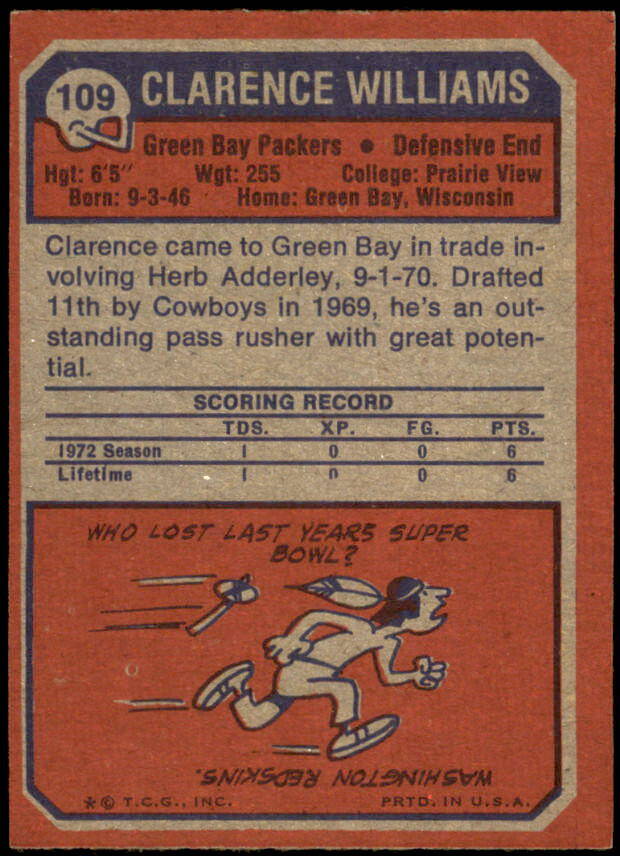 109 CLARENCE WILLIAMS
Green Bay Packers • Defensive End
Hgt: 6'5" Wgt: 255 College: Prairie View
Born: 9-3-46 Home: Green Bay, Wisconsin
Clarence came to Green Bay in trade in-
volving Herb Adderley, 9-1-70. Drafted
11th by Cowboys in 1969, he's an out-
standing pass rusher with great poten-
tial.
SCORING RECORD
TDS. XP. FG. PTS.
1972 Season 1 0 0 6
Lifetime 1 0 0 6
WHO LOST LAST YEARS SUPER
BOWL?
WASHINGTON REDSKINS.
*© T.C.G., INC. PRTD. IN U.S.A.